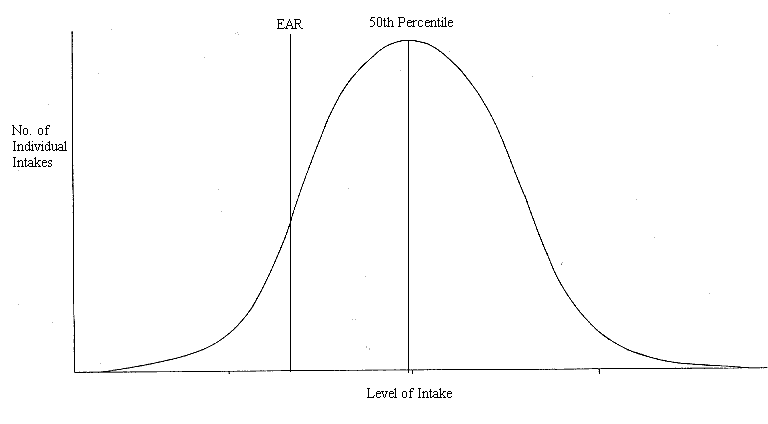 EAR
50th Percentile
No. of
Individual
Intakes
Level of Intake